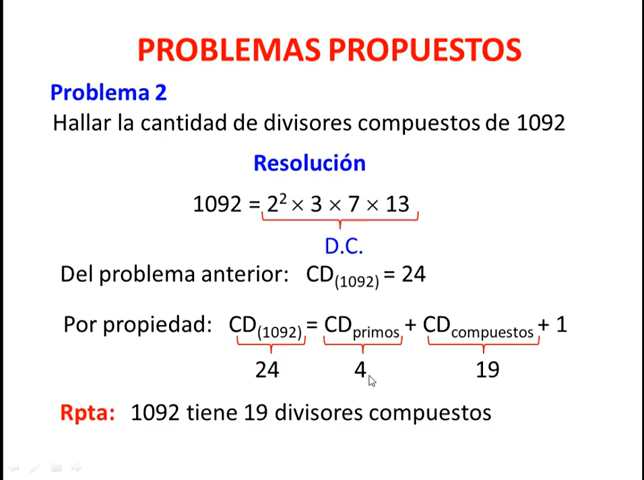 PROBLEMAS PROPUESTOS
Problema 2
Hallar la cantidad de divisores compuestos de 1092
Resolución
1092 = 2² × 3 × 7 × 13
D.C.
Del problema anterior: CD(1092) = 24
Por propiedad: CD(1092) = CDprimos + CDcompuestos + 1
24 4 19
Rpta: 1092 tiene 19 divisores compuestos